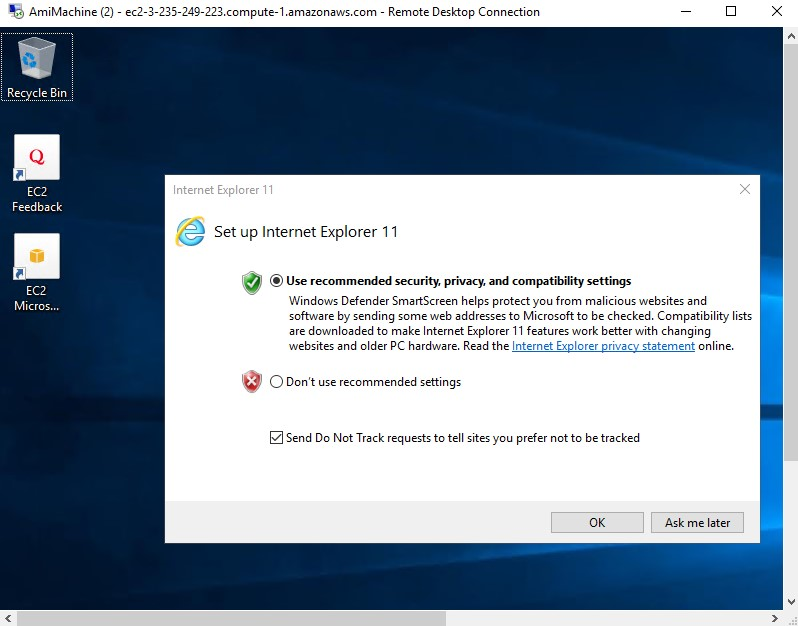 AmiMachine (2) - ec2-3-235-249-223.compute-1.amazonaws.com - Remote Desktop Connection
Recycle Bin
Q
EC2
Feedback
EC2
Micros...
Internet Explorer 11
Set up Internet Explorer 11
Use recommended security, privacy, and compatibility settings
Windows Defender SmartScreen helps protect you from malicious websites and
software by sending some web addresses to Microsoft to be checked. Compatibility lists
are downloaded to make Internet Explorer 11 features work better with changing
websites and older PC hardware. Read the Internet Explorer privacy statement online.
Don't use recommended settings
Send Do Not Track requests to tell sites you prefer not to be tracked
OK
Ask me later